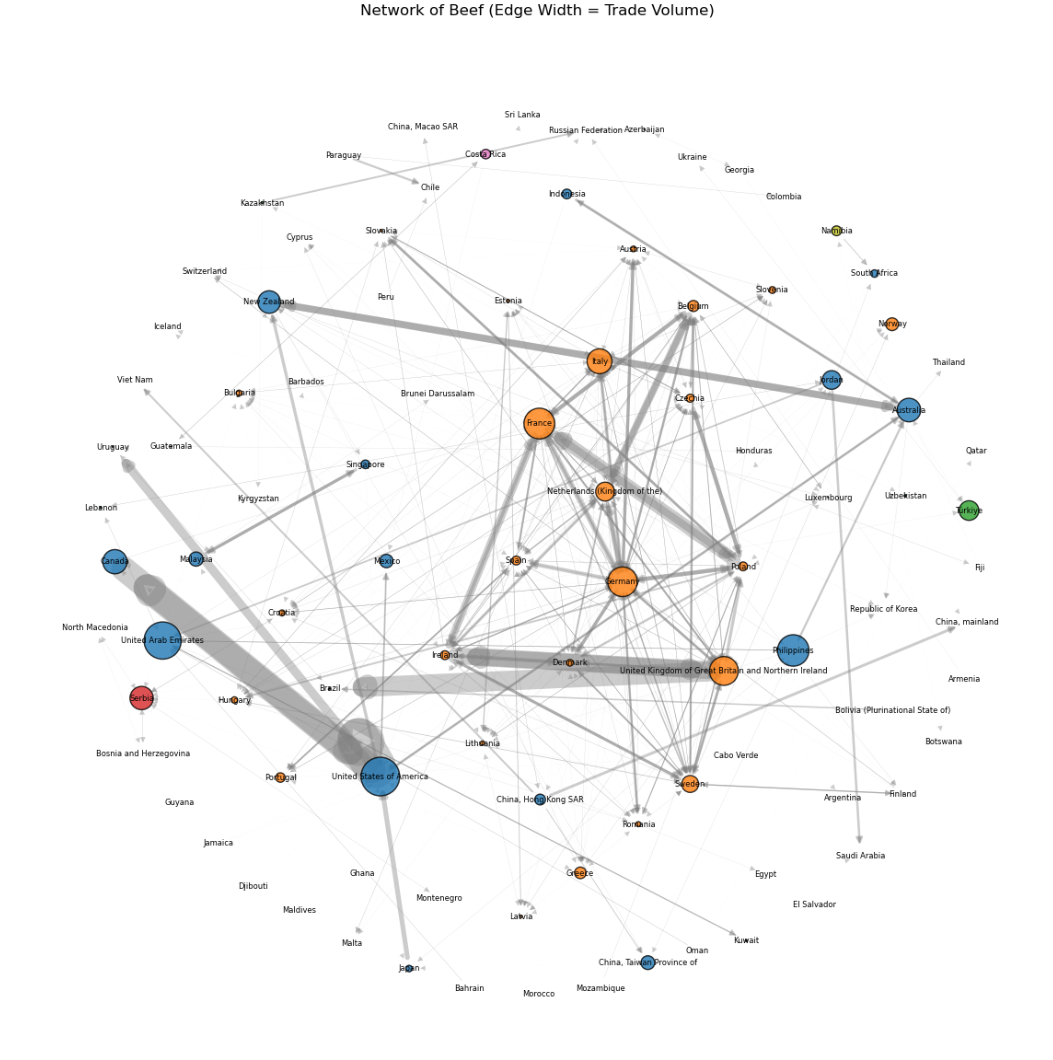 Network of Beef (Edge Width = Trade Volume)
Sri Lanka
China, Macao SAR
Russian Federation
Azerbaijan
Paraguay
Costa Rica
Ukraine
Georgia
Chile
Indonesia
Colombia
Kazakhstan
Slovakia
Namibia
Cyprus
Austria
Switzerland
South Africa
Slovenia
New Zealand
Peru
Estonia
Belgium
Iceland
Norway
Italy
Thailand
Viet Nam
Barbados
Jordan
Bulgaria
Brunei Darussalam
Czechia
Australia
France
Uruguay
Guatemala
Honduras
Qatar
Singapore
Netherlands (Kingdom of the)
Kyrgyzstan
Luxembourg
Uzbekistan
Lebanon
Türkiye
Canada
Malaysia
Mexico
Spain
Poland
Fiji
Germany
Croatia
Republic of Korea
North Macedonia
China, mainland
United Arab Emirates
Ireland
Philippines
Denmark
United Kingdom of Great Britain and Northern Ireland
Armenia
Brazil
Serbia
Hungary
Bolivia (Plurinational State of)
Lithuania
Botswana
Bosnia and Herzegovina
Cabo Verde
Portugal
United States of America
Sweden
Guyana
China, Hong Kong SAR
Argentina
Finland
Romania
Jamaica
Saudi Arabia
Ghana
Greece
Egypt
Djibouti
Montenegro
El Salvador
Maldives
Latvia
Malta
Kuwait
Oman
Japan
China, Taiwan Province of
Bahrain
Mozambique
Morocco